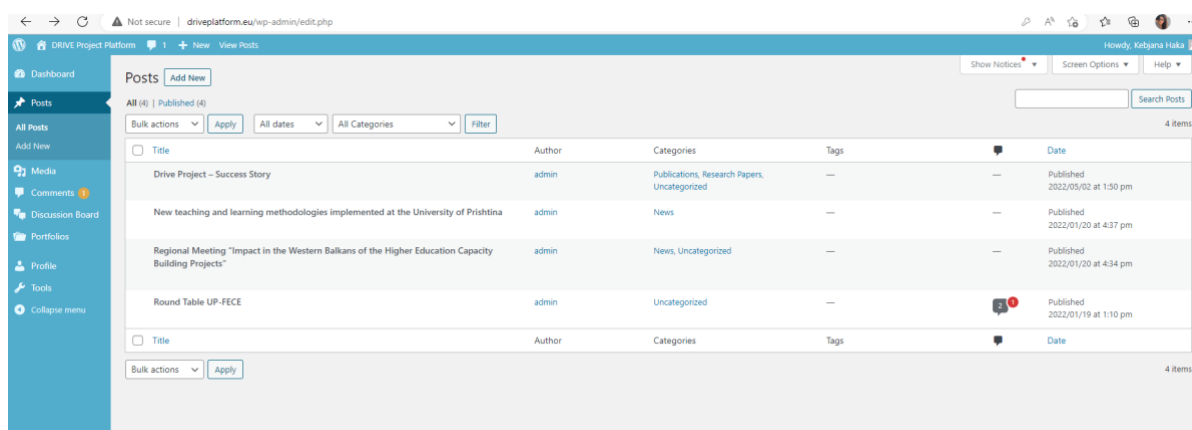 Not secure | driveplatform.eu/wp-admin/edit.php
DRIVE Project Platform 1 + New View Posts
Howdy, Kebjana Haka
Dashboard
Posts
All Posts
Add New
Media
Comments 1
Discussion Board
Portfolios
Profile
Tools
Collapse menu
Show Notices Screen Options Help
Posts Add New
All (4) | Published (4)
Search Posts
Bulk actions Apply All dates All Categories Filter
4 items
Title Author Categories Tags Date
Drive Project – Success Story admin Publications, Research Papers, — — Published
Uncategorized 2022/05/02 at 1:50 pm
New teaching and learning methodologies implemented at the University of Prishtina admin News — — Published
2022/01/20 at 4:37 pm
Regional Meeting "Impact in the Western Balkans of the Higher Education Capacity admin News, Uncategorized — — Published
Building Projects" 2022/01/20 at 4:34 pm
Round Table UP-FECE admin Uncategorized — 2 1 Published
2022/01/19 at 1:10 pm
Title Author Categories Tags Date
Bulk actions Apply
4 items